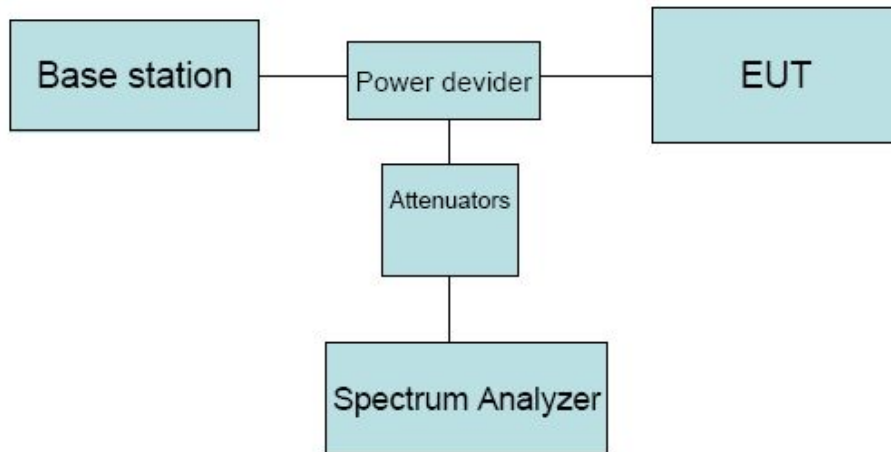 Base station
Power devider
EUT
Attenuators
Spectrum Analyzer